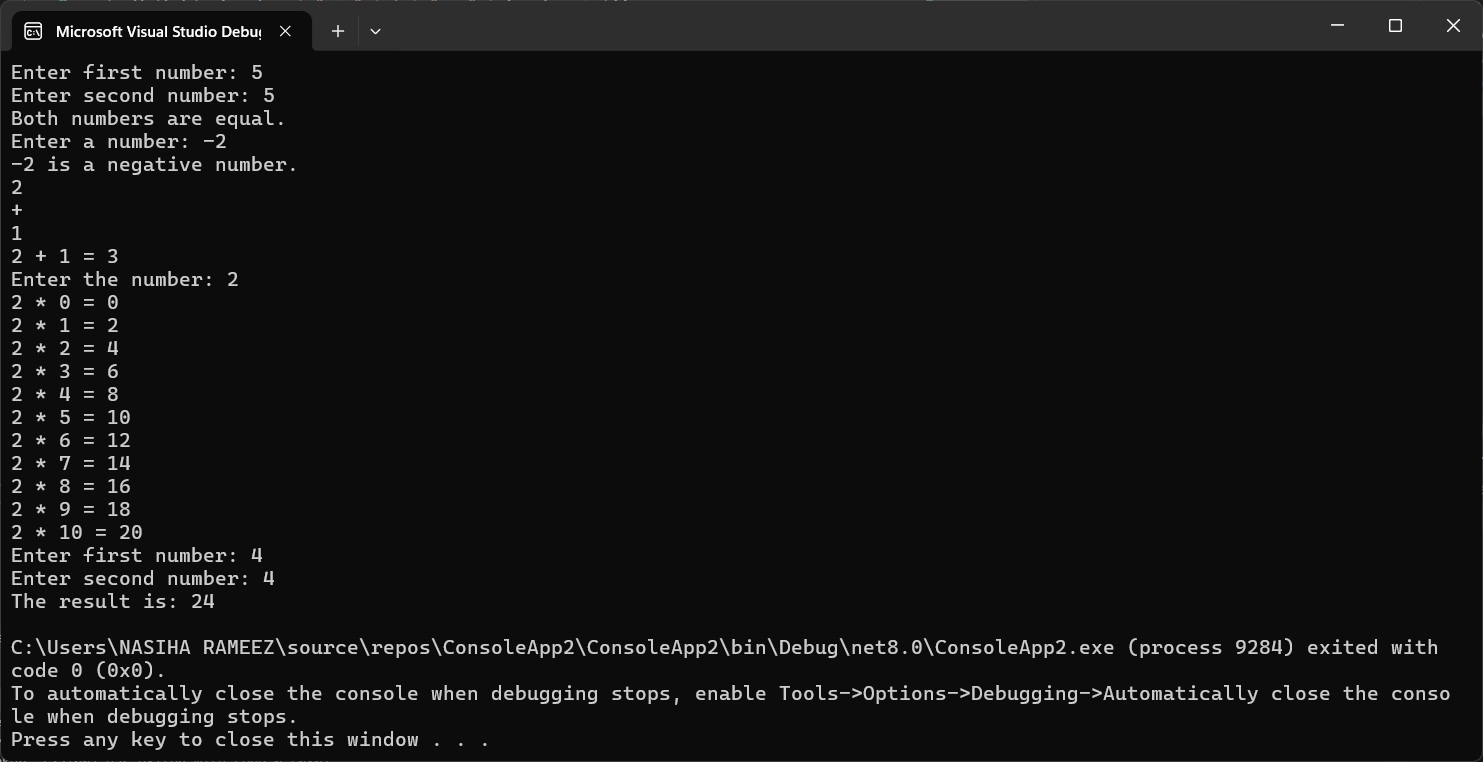 Microsoft Visual Studio Debu
Enter first number: 5
Enter second number: 5
Both numbers are equal.
Enter a number: -2
-2 is a negative number.
2
+
1
2 + 1 = 3
Enter the number: 2
2 * 0 = 0
2 * 1 = 2
2 * 2 = 4
2 * 3 = 6
2 * 4 = 8
2 * 5 = 10
2 * 6 = 12
2 * 7 = 14
2 * 8 = 16
2 * 9 = 18
2 * 10 = 20
Enter first number: 4
Enter second number: 4
The result is: 24
C:\Users\NASIHA RAMEEZ\source\repos\ConsoleApp2\ConsoleApp2\bin\Debug\net8.0\ConsoleApp2.exe (process 9284) exited with
code 0 (0x0).
To automatically close the console when debugging stops, enable Tools->Options->Debugging->Automatically close the conso
le when debugging stops.
Press any key to close this window . . .